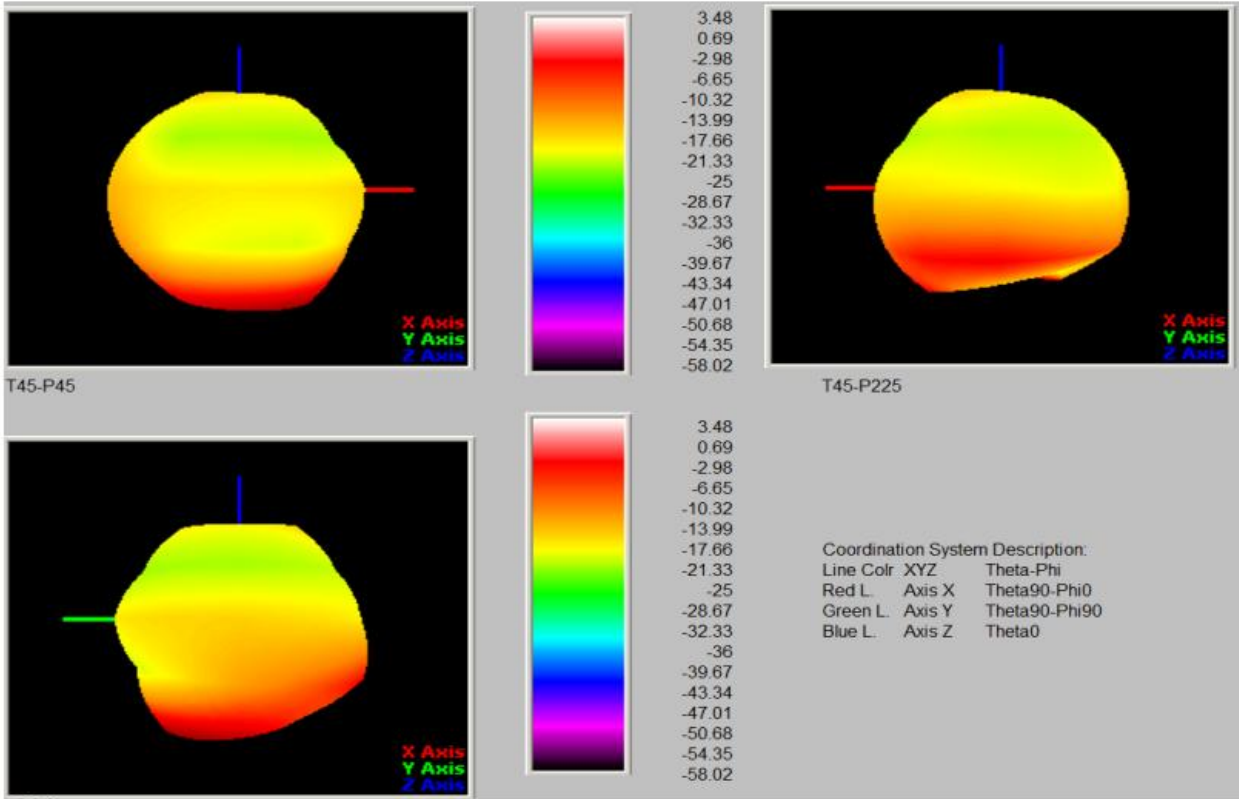 3.48
0.69
-2.98
-6.65
-10.32
-13.99
-17.66
-21.33
-25
-28.67
-32.33
-36
-39.67
-43.34
-47.01
-50.68
-54.35
-58.02
X Axis
Y Axis
Z Axis
X Axis
Y Axis
Z Axis
T45-P45
T45-P225
3.48
0.69
-2.98
-6.65
-10.32
-13.99
-17.66
-21.33
-25
-28.67
-32.33
-36
-39.67
-43.34
-47.01
-50.68
-54.35
-58.02
X Axis
Y Axis
Z Axis
Coordination System Description:
Line Colr XYZ Theta-Phi
Red L. Axis X Theta90-Phi0
Green L. Axis Y Theta90-Phi90
Blue L. Axis Z Theta0